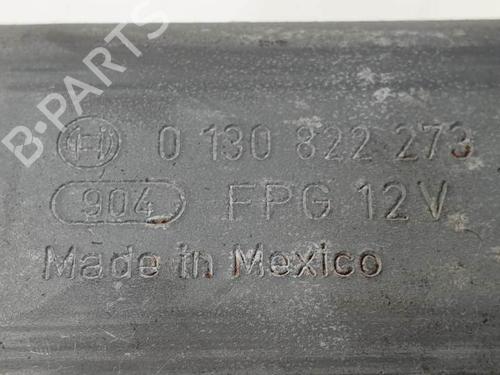 B-PARTS
0 130 822 273
904 FPG 12V
Made in Mexico